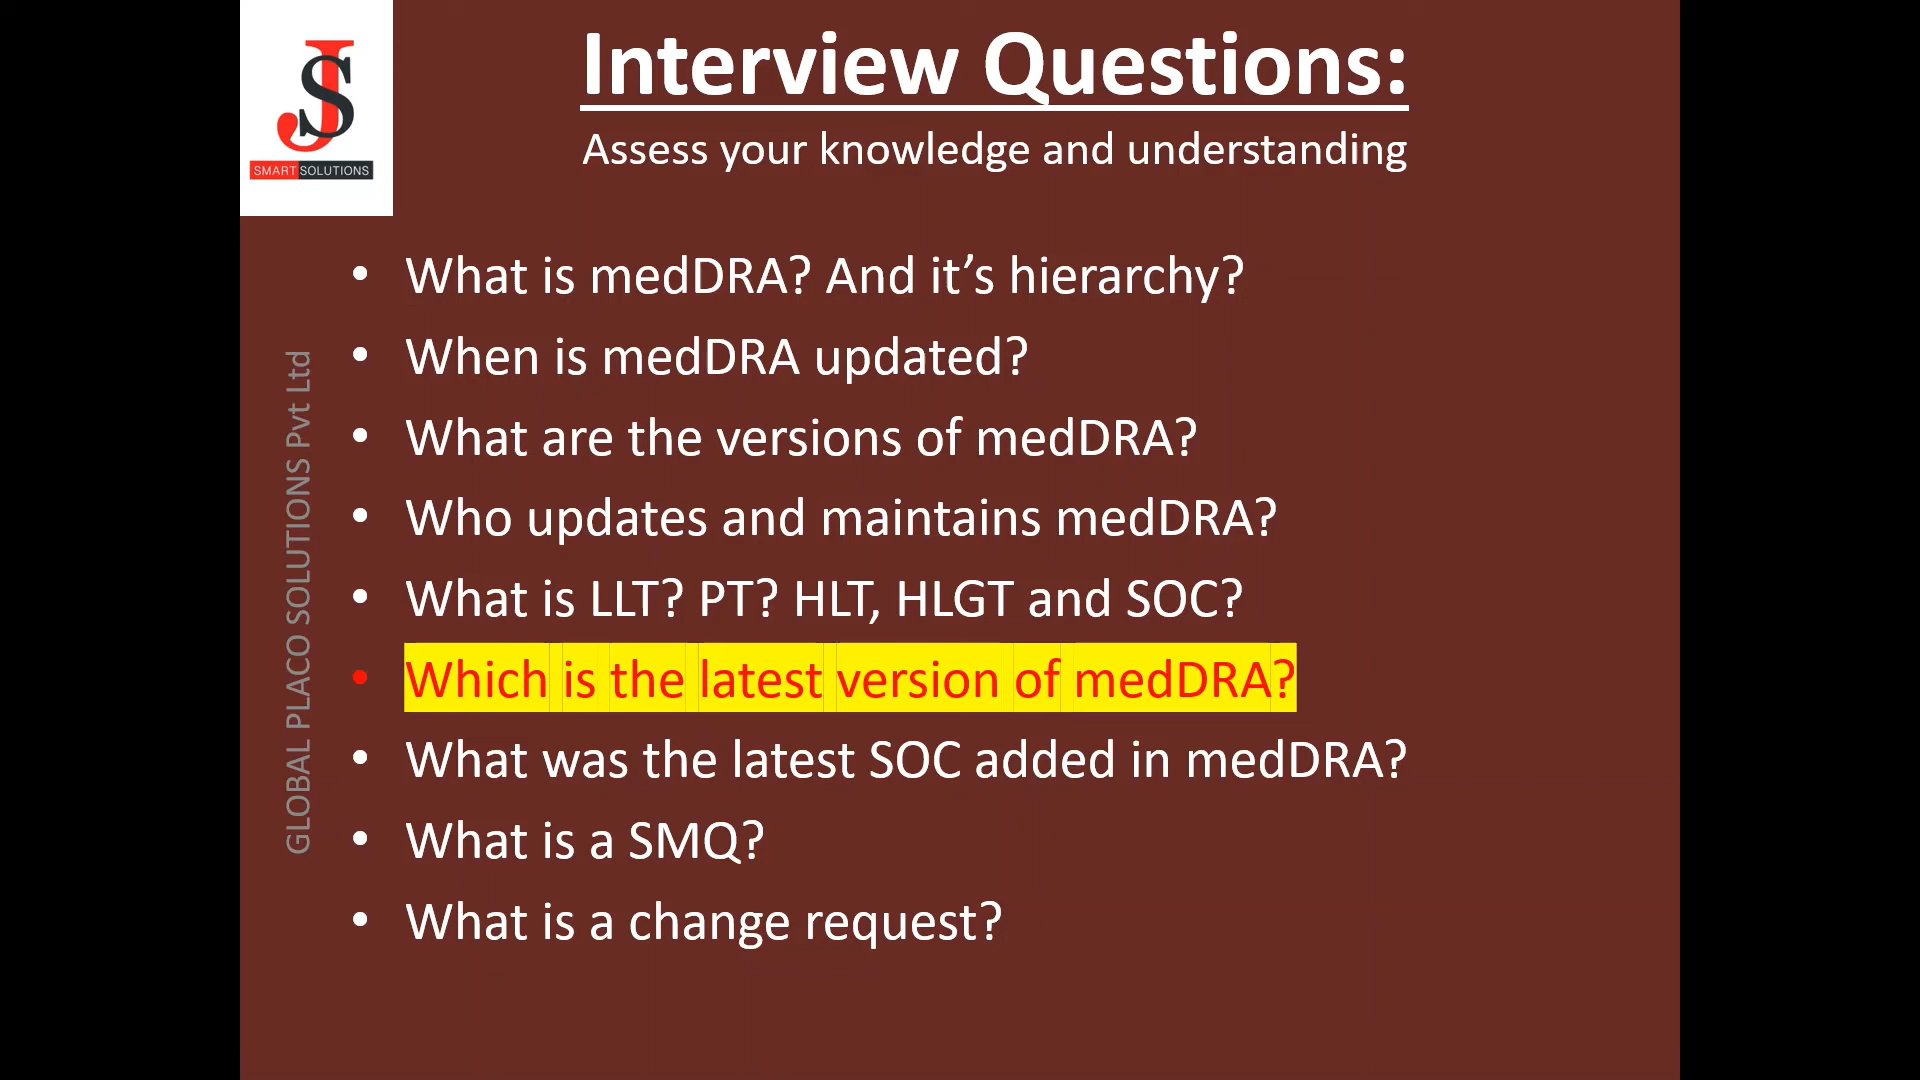 JS
SMART SOLUTIONS
Interview Questions:
Assess your knowledge and understanding
GLOBAL PLACO SOLUTIONS Pvt Ltd
• What is medDRA? And it’s hierarchy?
• When is medDRA updated?
• What are the versions of medDRA?
• Who updates and maintains medDRA?
• What is LLT? PT? HLT, HLGT and SOC?
• Which is the latest version of medDRA?
• What was the latest SOC added in medDRA?
• What is a SMQ?
• What is a change request?